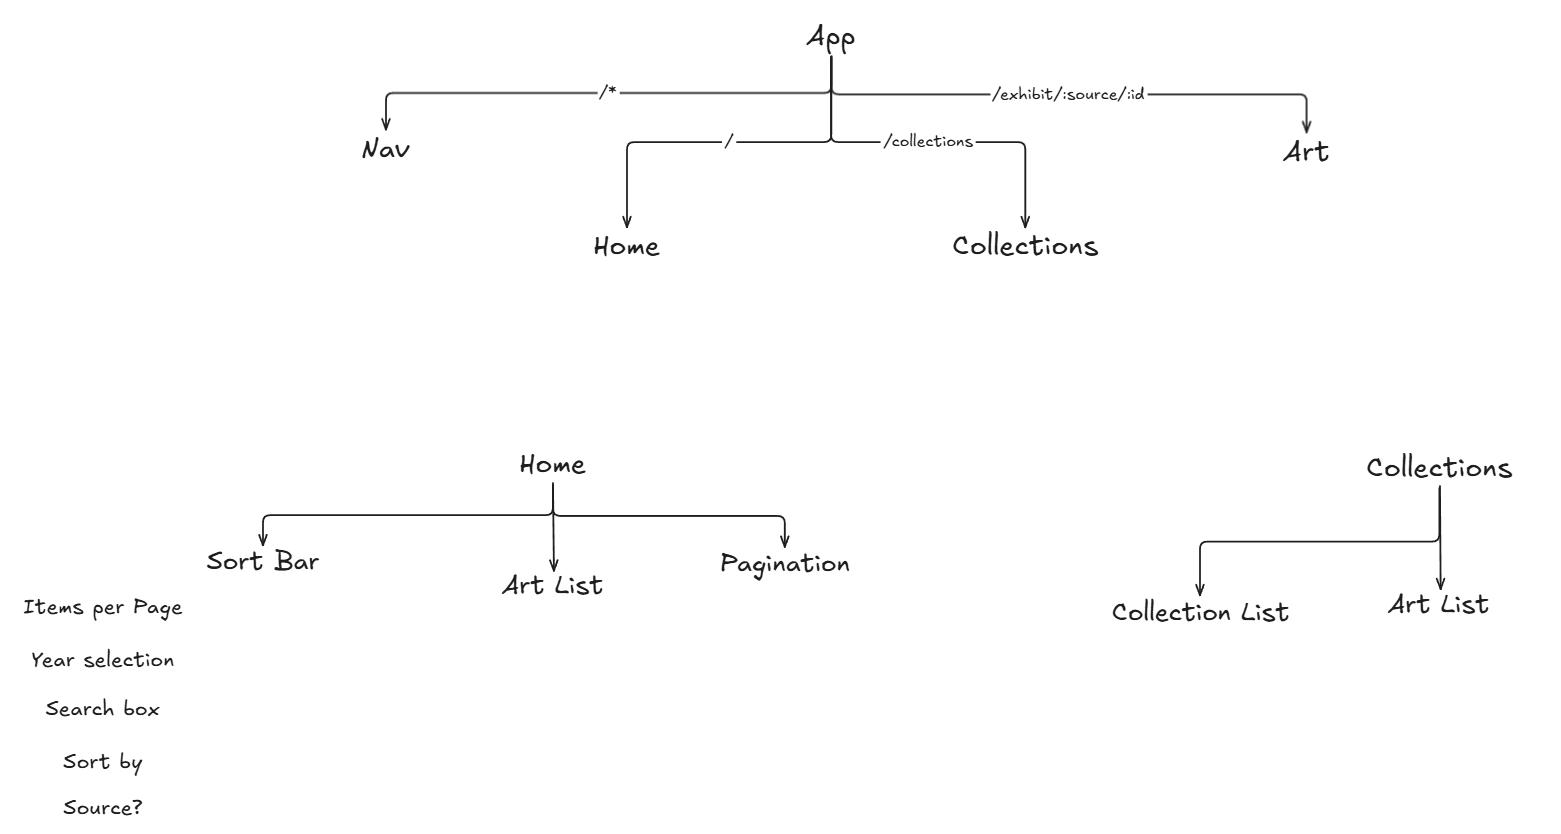 App
/*
/exhibit/:source/:id
Nav
/
/collections
Art
Home
Collections
Home
Collections
Sort Bar
Art List
Pagination
Collection List
Art List
Items per Page
Year selection
Search box
Sort by
Source?